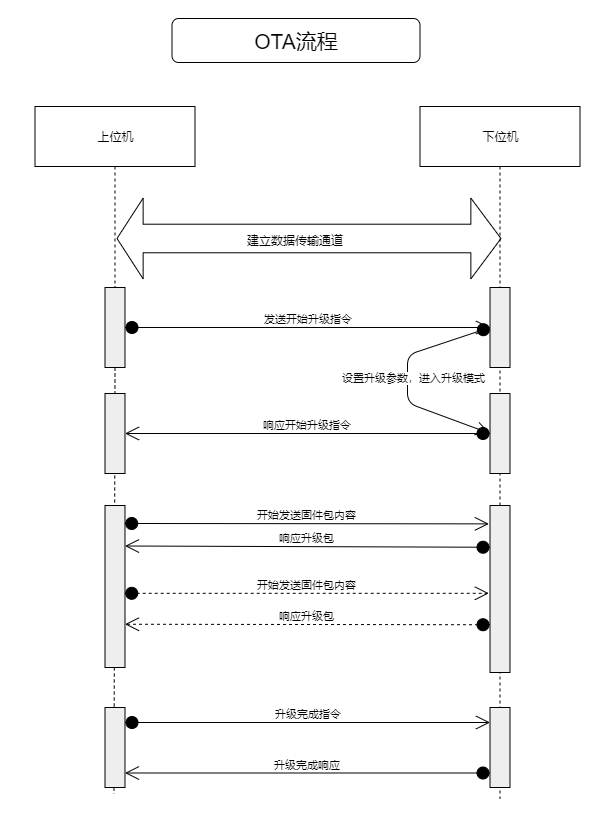 OTA流程
上位机
下位机
建立数据传输通道
发送开始升级指令
设置升级参数，进入升级模式
响应开始升级指令
开始发送固件包内容
响应升级包
开始发送固件包内容
响应升级包
升级完成指令
升级完成响应